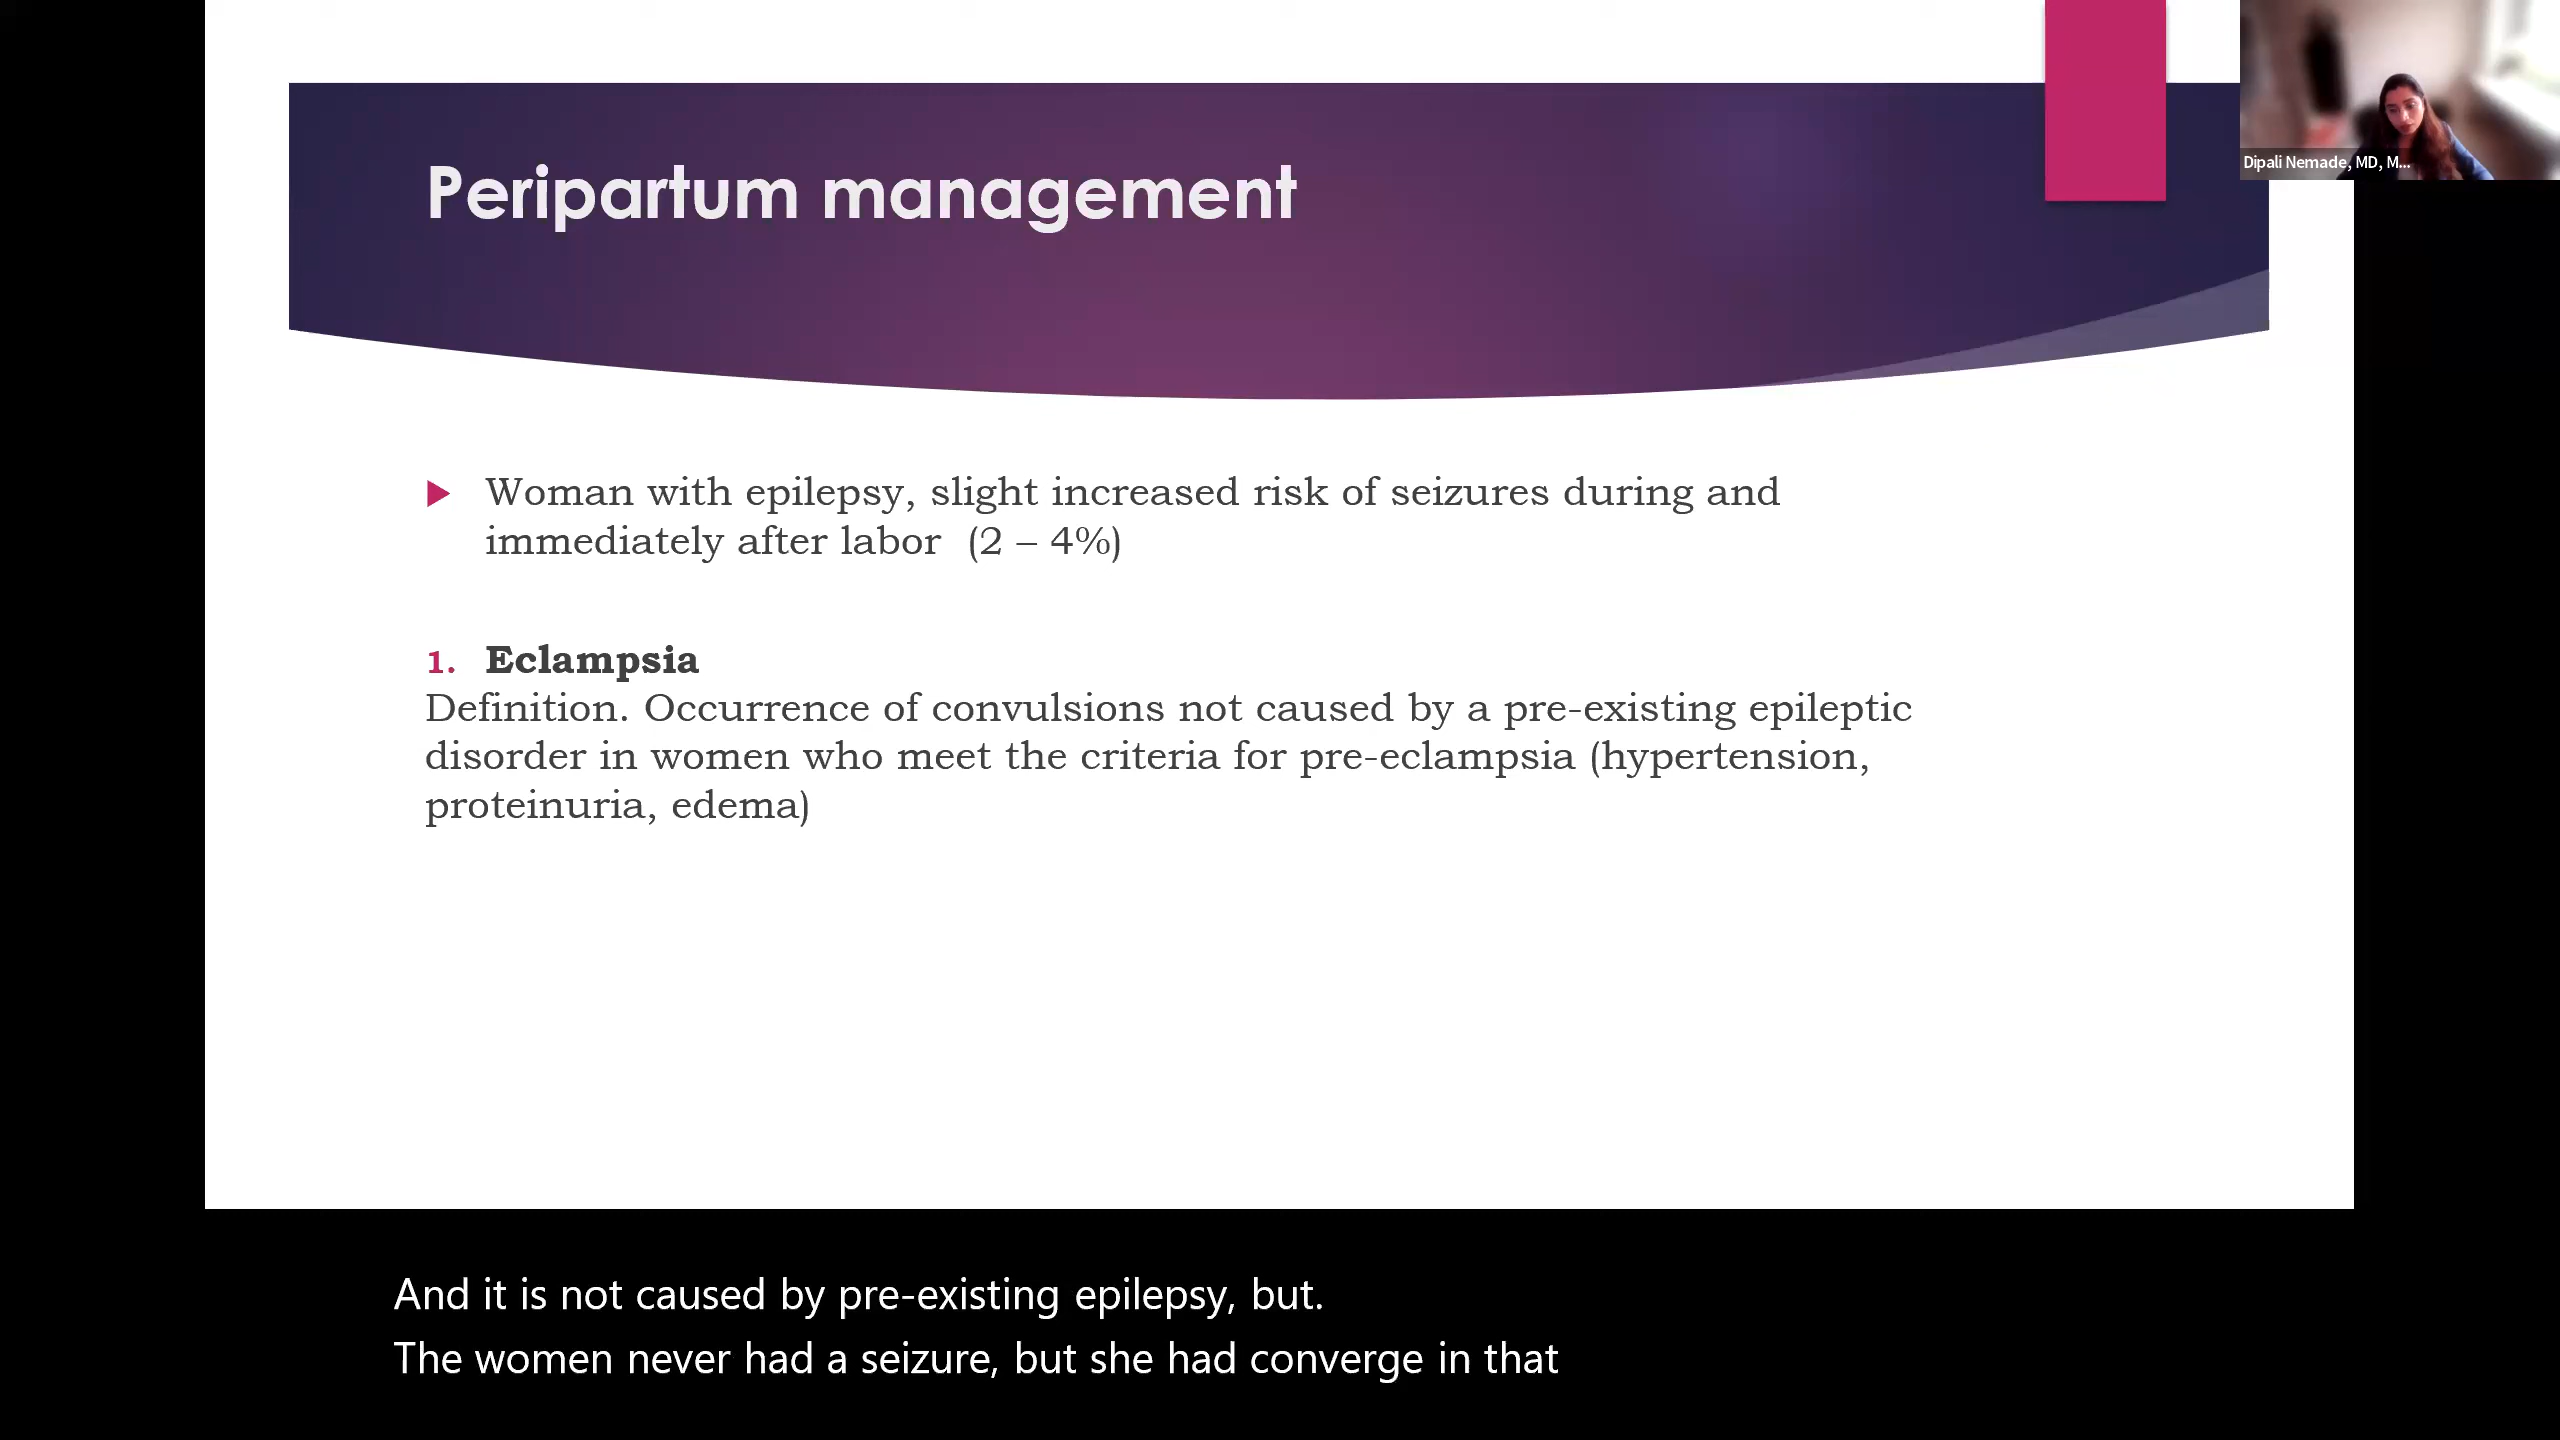 Peripartum management
Dipali Nemade, MD, M...
Woman with epilepsy, slight increased risk of seizures during and
immediately after labor (2 – 4%)
1. Eclampsia
Definition. Occurrence of convulsions not caused by a pre-existing epileptic
disorder in women who meet the criteria for pre-eclampsia (hypertension,
proteinuria, edema)
And it is not caused by pre-existing epilepsy, but.
The women never had a seizure, but she had converge in that